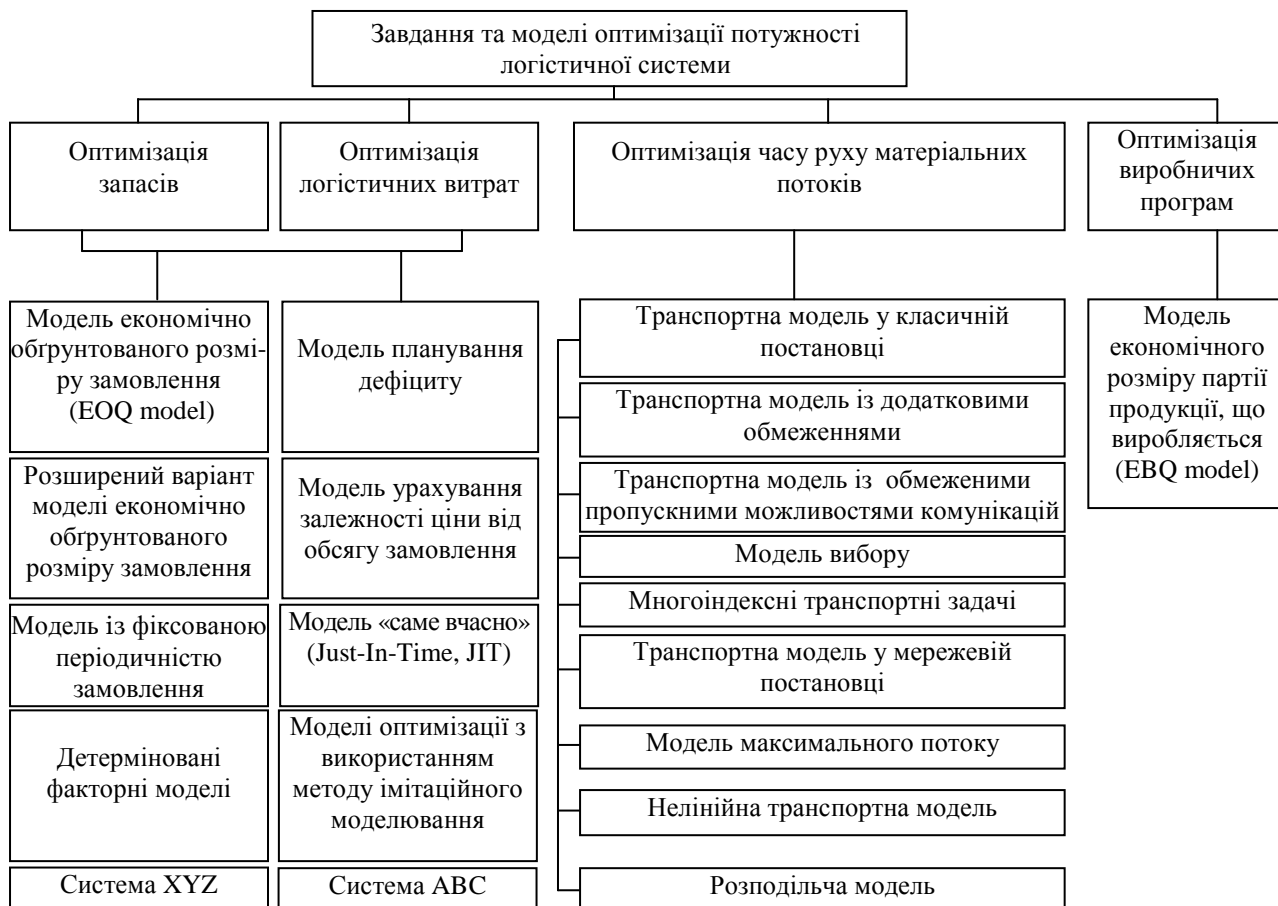 Завдання та моделі оптимізації потужності
логістичної системи
Оптимізація
запасів
Оптимізація
логістичних витрат
Оптимізація часу руху матеріальних
потоків
Оптимізація
виробничих
програм
Модель економічно
обґрунтованого розмі-
ру замовлення
(EOQ model)
Розширений варіант
моделі економічно
обґрунтованого
розміру замовлення
Модель із фіксованою
періодичністю
замовлення
Детерміновані
факторні моделі
Система XYZ
Модель планування
дефіциту
Модель урахування
залежності ціни від
обсягу замовлення
Модель «саме вчасно»
(Just-In-Time, JIT)
Моделі оптимізації з
використанням
методу імітаційного
моделювання
Система ABC
Транспортна модель у класичній
постановці
Транспортна модель із додатковими
обмеженнями
Транспортна модель із обмеженими
пропускними можливостями комунікацій
Модель вибору
Многоіндексні транспортні задачі
Транспортна модель у мережевій
постановці
Модель максимального потоку
Нелінійна транспортна модель
Розподільча модель
Модель
економічного
розміру партії
продукції, що
виробляється
(EBQ model)